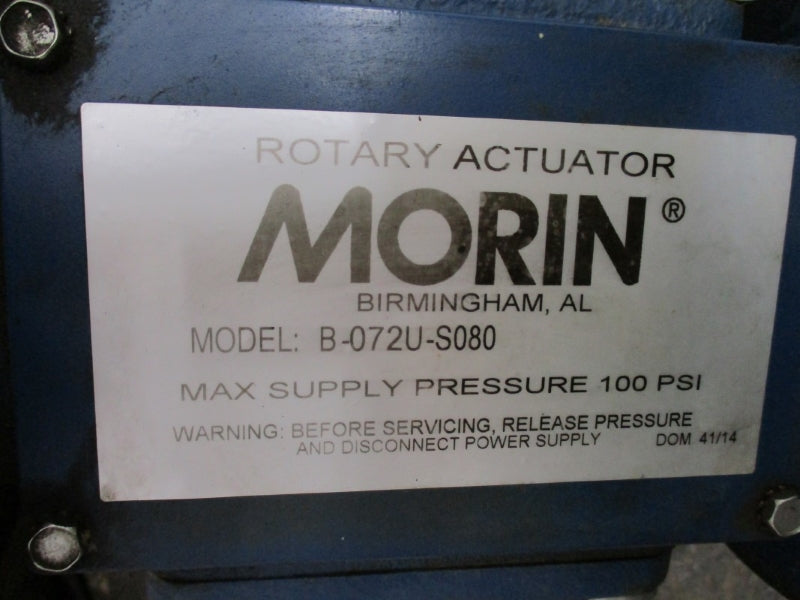 ROTARY ACTUATOR
MORIN®
BIRMINGHAM, AL
MODEL: B-072U-S080
MAX SUPPLY PRESSURE 100 PSI
WARNING: BEFORE SERVICING, RELEASE PRESSURE
AND DISCONNECT POWER SUPPLY DOM 41/14